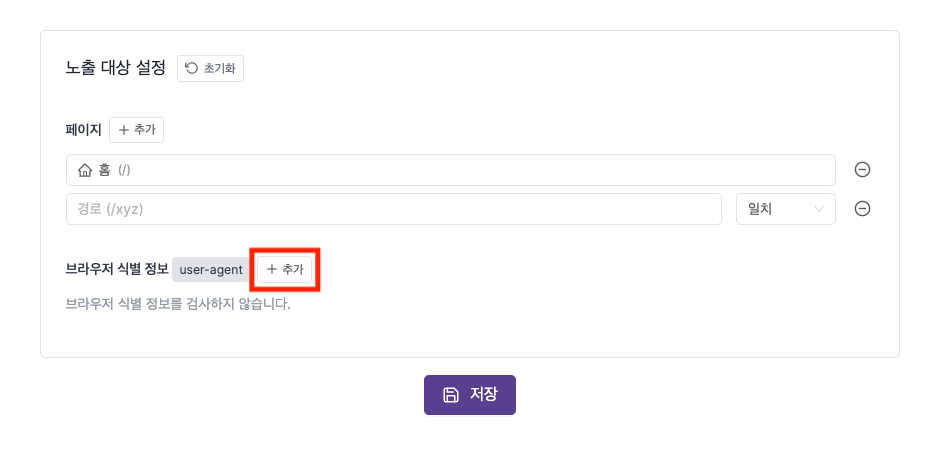 노출 대상 설정 초기화
페이지 + 추가
홈 (/)
경로 (/xyz) 일치
브라우저 식별 정보 user-agent + 추가
브라우저 식별 정보를 검사하지 않습니다.
저장